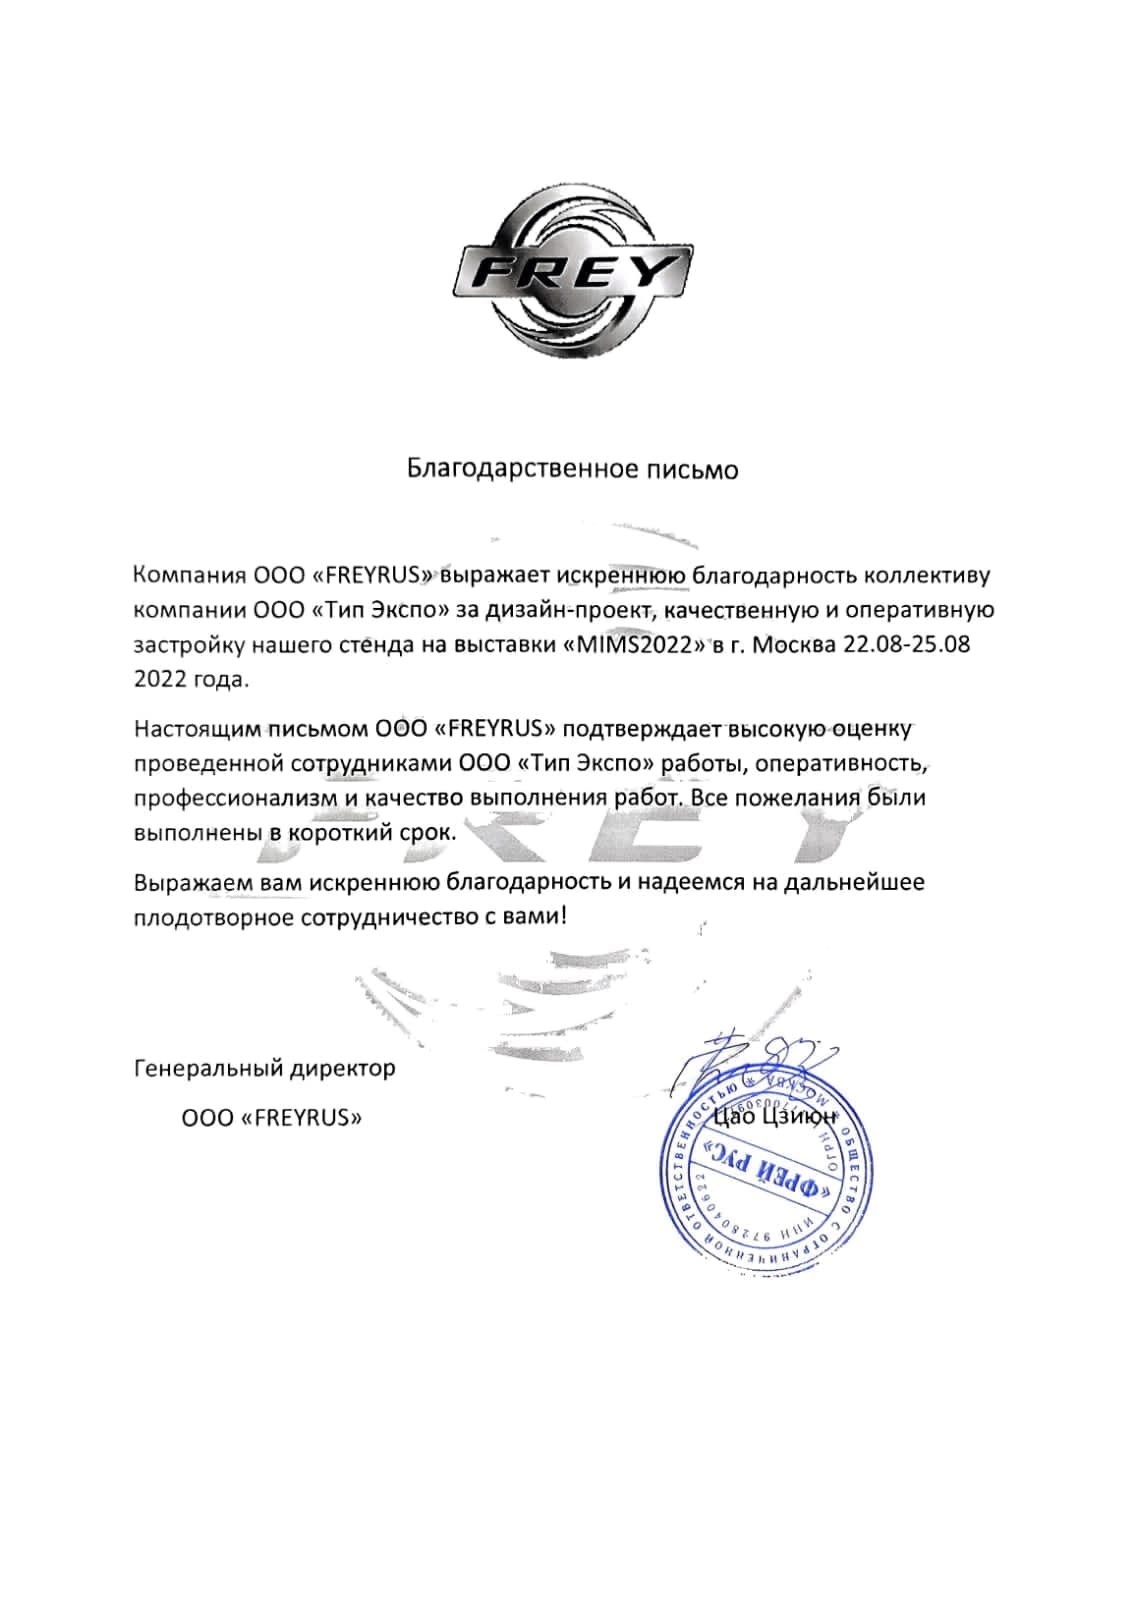 FREY
Благодарственное письмо
Компания ООО «FREYRUS» выражает искреннюю благодарность коллективу
компании ООО «Тип Экспо» за дизайн-проект, качественную и оперативную
застройку нашего стенда на выставки «MIMS2022» в г. Москва 22.08-25.08
2022 года.
Настоящим письмом ООО «FREYRUS» подтверждает высокую оценку
проведенной сотрудниками ООО «Тип Экспо» работы, оперативность,
профессионализм и качество выполнения работ. Все пожелания были
выполнены в короткий срок.
FREY
Выражаем вам искреннюю благодарность и надеемся на дальнейшее
плодотворное сотрудничество с вами!
Генеральный директор
ООО «FREYRUS»
Цао Цзиюн
ОБЩЕСТВО С ОГРАНИЧЕННОЙ ОТВЕТСТВЕННОСТЬЮ
МОСКВА
ОГРН
«ФРЕЙ РУС»
ИНН 9728040622